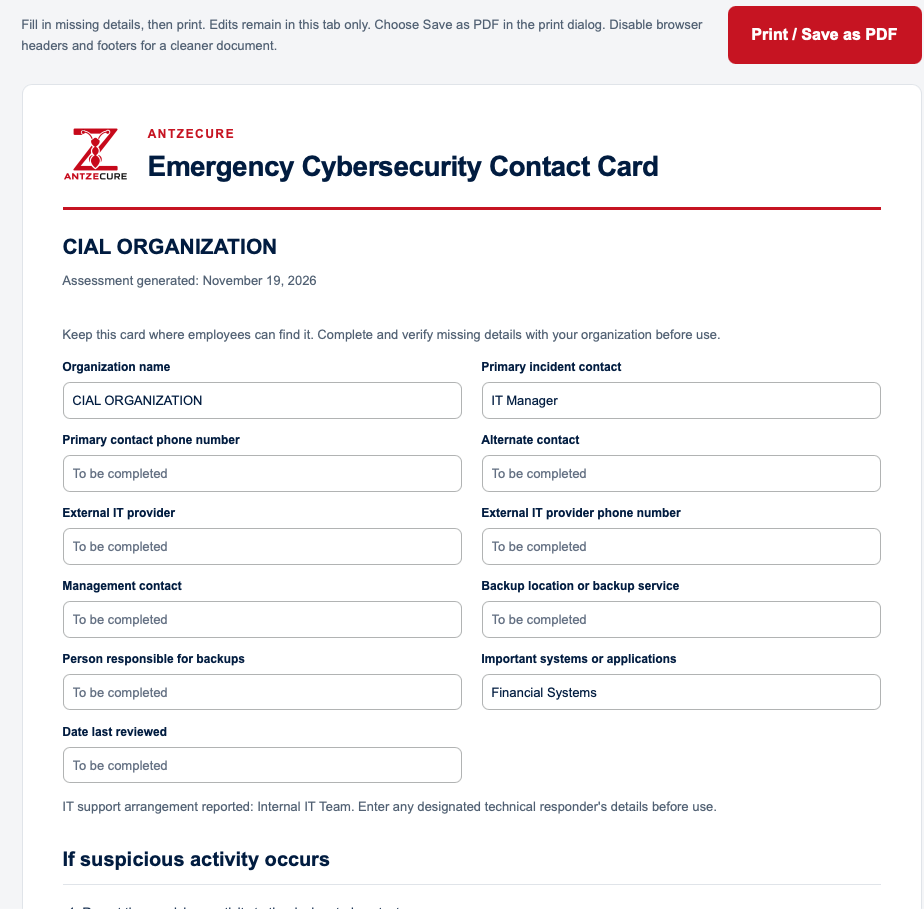 Fill in missing details, then print. Edits remain in this tab only. Choose Save as PDF in the print dialog. Disable browser
headers and footers for a cleaner document.
Print / Save as PDF
ANTZECURE
ANTZECURE
Emergency Cybersecurity Contact Card
CIAL ORGANIZATION
Assessment generated: November 19, 2026
Keep this card where employees can find it. Complete and verify missing details with your organization before use.
Organization name
CIAL ORGANIZATION
Primary incident contact
IT Manager
Primary contact phone number
To be completed
Alternate contact
To be completed
External IT provider
To be completed
External IT provider phone number
To be completed
Management contact
To be completed
Backup location or backup service
To be completed
Person responsible for backups
To be completed
Important systems or applications
Financial Systems
Date last reviewed
To be completed
IT support arrangement reported: Internal IT Team. Enter any designated technical responder's details before use.
If suspicious activity occurs